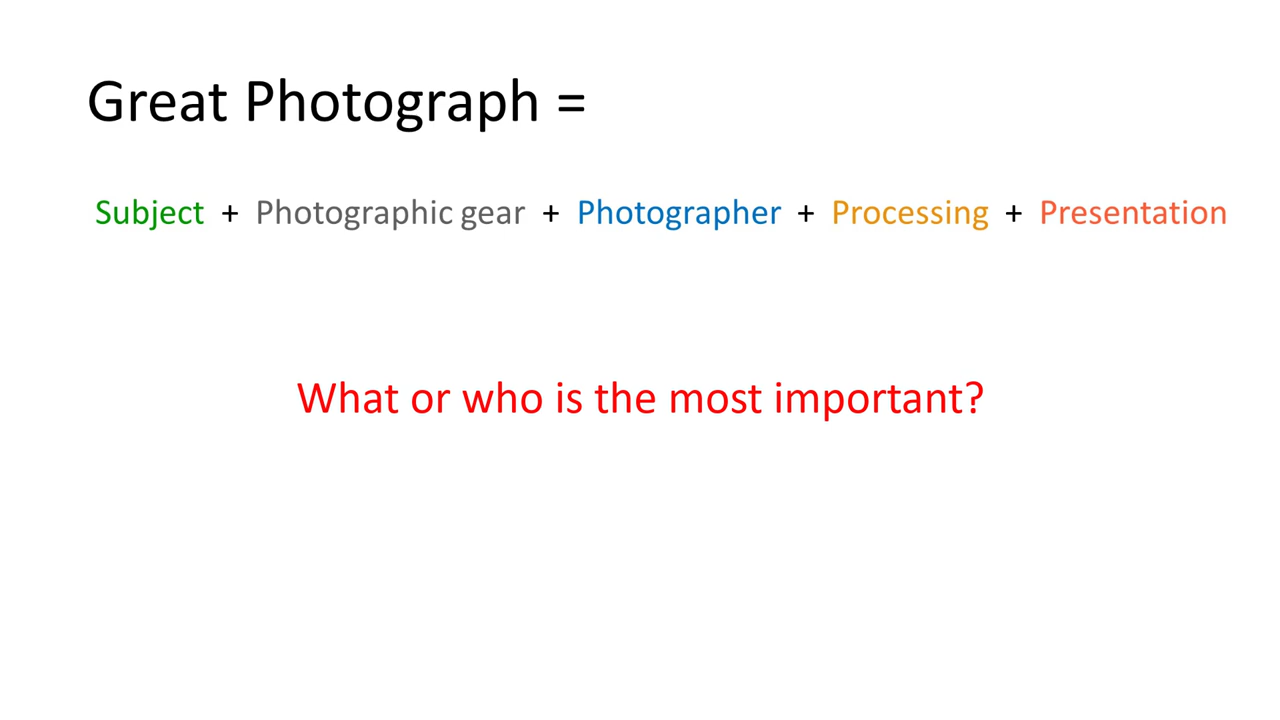 Great Photograph =
Subject + Photographic gear + Photographer + Processing + Presentation
What or who is the most important?